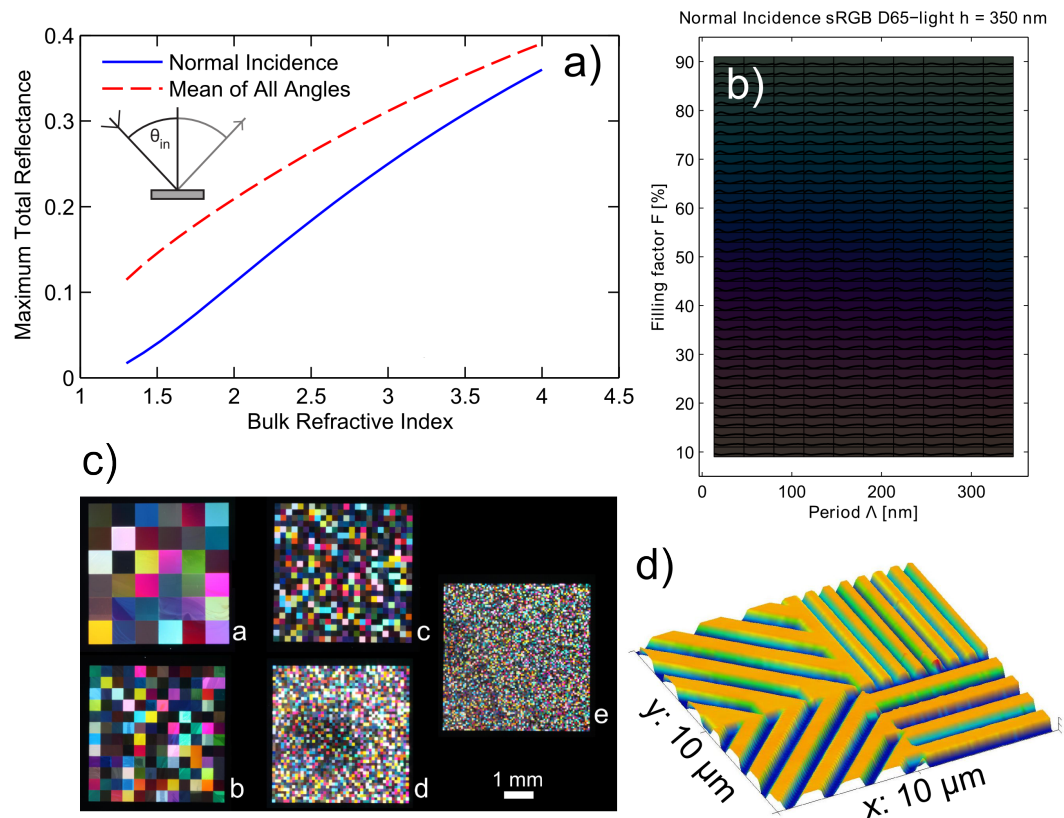 a)
Normal Incidence
Mean of All Angles
θin
Maximum Total Reflectance
0.4
0.3
0.2
0.1
0
1
1.5
2
2.5
3
3.5
4
4.5
Bulk Refractive Index
Normal Incidence sRGB D65−light h = 350 nm
b)
Filling factor F [%]
90
80
70
60
50
40
30
20
10
0
100
200
300
Period Λ [nm]
c)
a
b
c
d
e
1 mm
d)
y: 10 µm
x: 10 µm